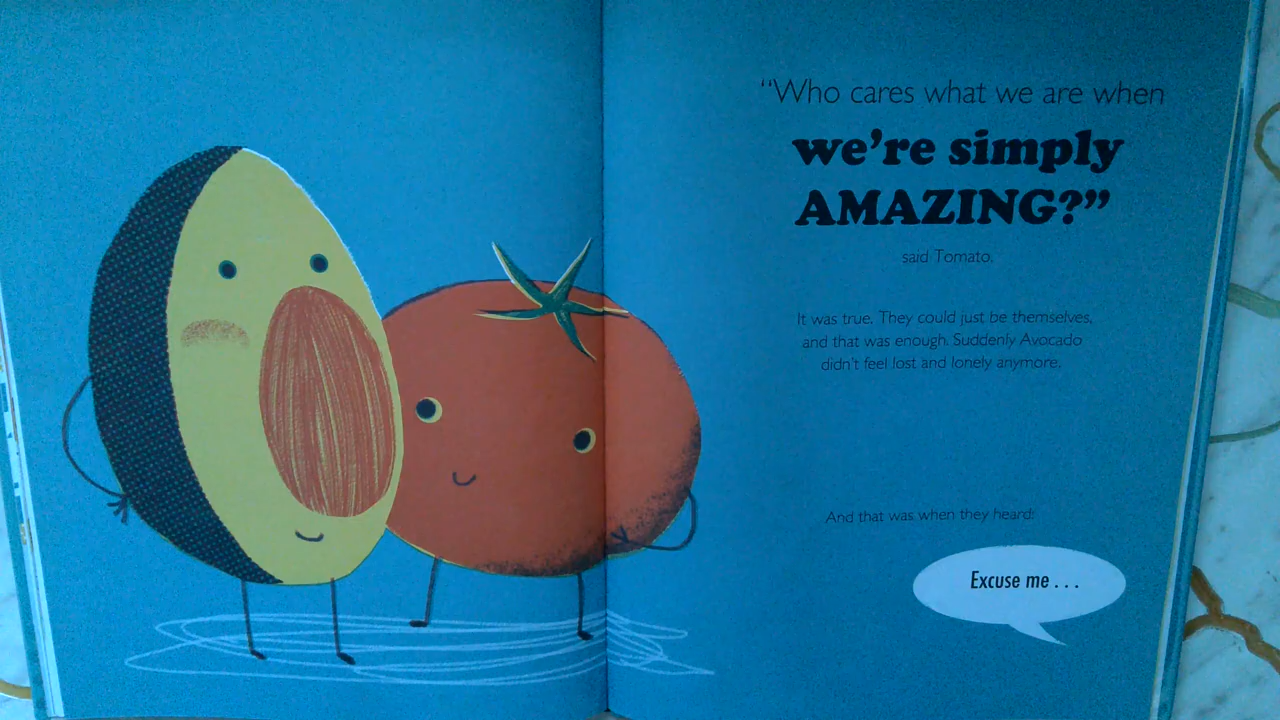 “Who cares what we are when
we’re simply
AMAZING?”
said Tomato.
It was true. They could just be themselves,
and that was enough. Suddenly Avocado
didn’t feel lost and lonely anymore.
And that was when they heard:
Excuse me . . .